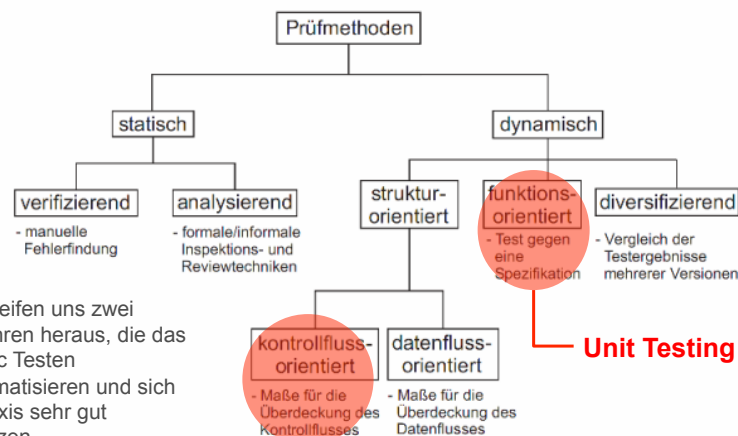 Prüfmethoden
statisch
dynamisch
verifizierend
- manuelle
Fehlerfindung
analysierend
- formale/informale
Inspektions- und
Reviewtechniken
struktur-
orientiert
funktions-
orientiert
- Test gegen
eine
Spezifikation
diversifizierend
- Vergleich der
Testergebnisse
mehrerer Versionen
eifen uns zwei
hren heraus, die das
c Testen
matisieren und sich
xis sehr gut
kontrollfluss-
orientiert
- Maße für die
Überdeckung des
Kontrollflusses
datenfluss-
orientiert
- Maße für die
Überdeckung des
Datenflusses
Unit Testing